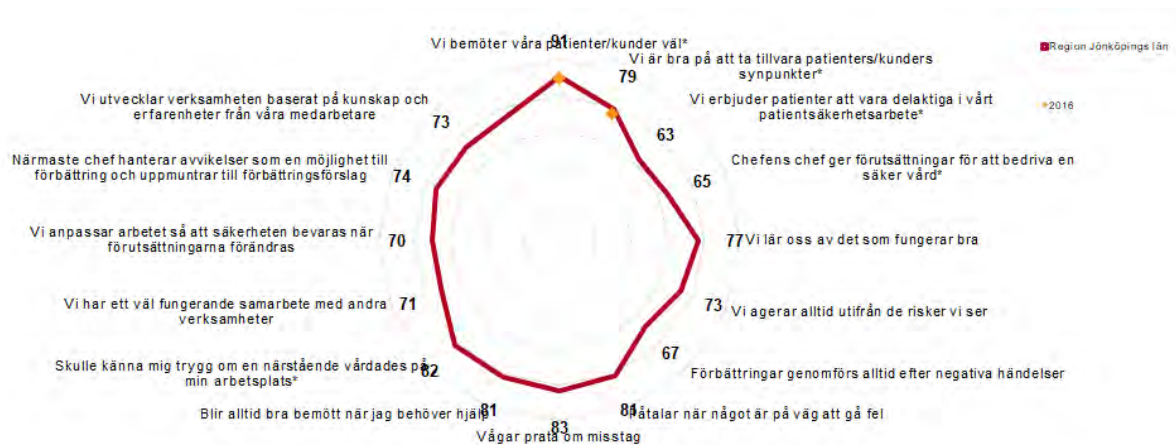 91
Vi bemöter våra patienter/kunder väl*
Region Jönköpings län
79
Vi är bra på att ta tillvara patienters/kunders
synpunkter*
2016
Vi utvecklar verksamheten baserat på kunskap och
erfarenheter från våra medarbetare
73
Vi erbjuder patienter att vara delaktiga i vårt
patientsäkerhetsarbete*
63
Närmaste chef hanterar avvikelser som en möjlighet till
förbättring och uppmuntrar till förbättringsförslag
74
Chefens chef ger förutsättningar för att bedriva en
säker vård*
65
Vi anpassar arbetet så att säkerheten bevaras när
förutsättningarna förändras
70
77
Vi lär oss av det som fungerar bra
Vi har ett väl fungerande samarbete med andra
verksamheter
71
73
Vi agerar alltid utifrån de risker vi ser
Skulle känna mig trygg om en närstående vårdades på
min arbetsplats*
82
67
Förbättringar genomförs alltid efter negativa händelser
Blir alltid bra bemött när jag behöver hjälp
81
83
Vågar prata om misstag
Påtalar när något är på väg att gå fel